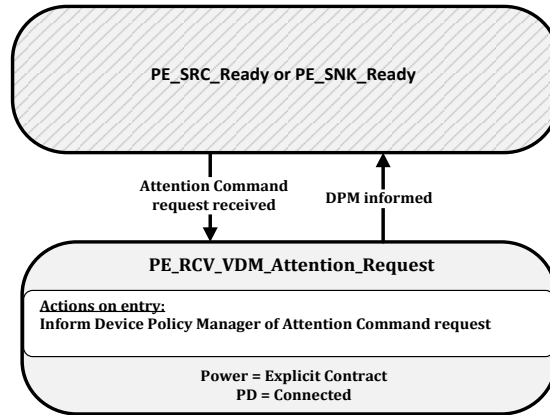 PE_SRC_Ready or PE_SNK_Ready
Attention Command
request received
DPM informed
PE_RCV_VDM_Attention_Request
Actions on entry:
Inform Device Policy Manager of Attention Command request
Power = Explicit Contract
PD = Connected